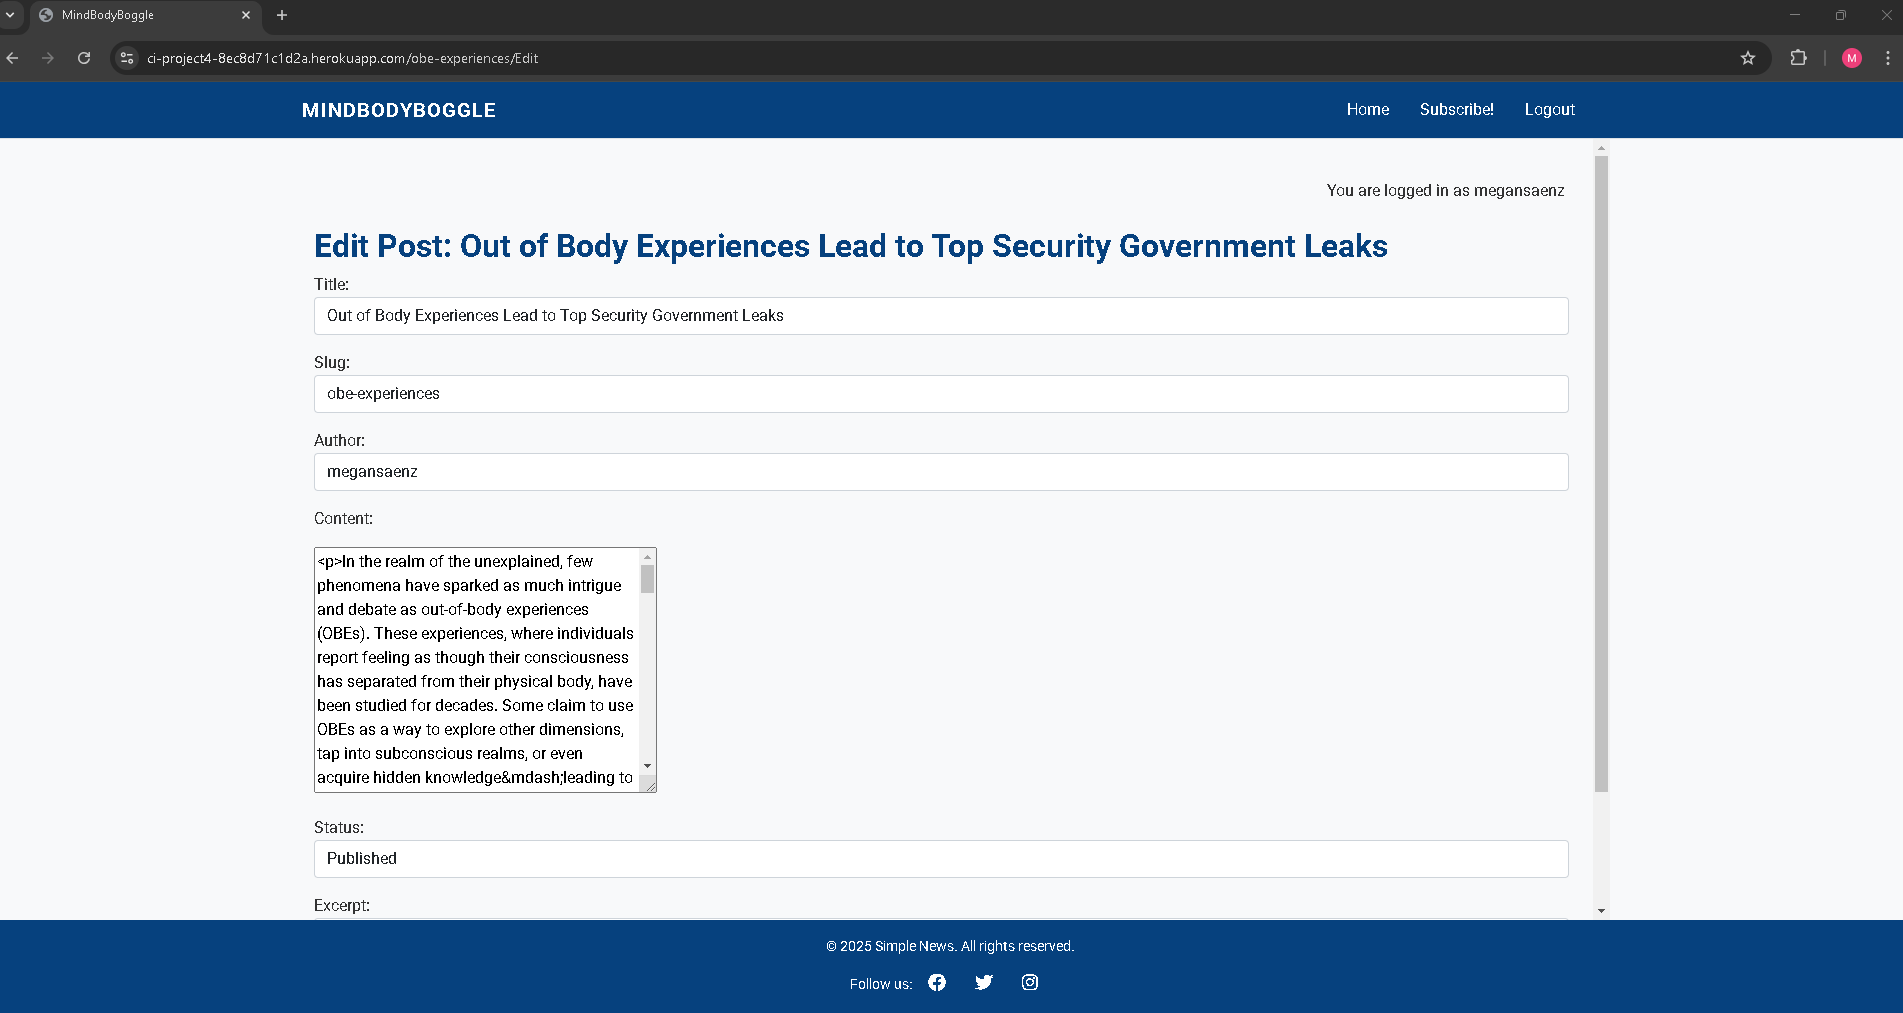 MindBodyBoggle
ci-project4-8ec8d71c1d2a.herokuapp.com/obe-experiences/Edit
M
MINDBODYBOGGLE
Home Subscribe! Logout
You are logged in as megansaenz
Edit Post: Out of Body Experiences Lead to Top Security Government Leaks
Title:
Out of Body Experiences Lead to Top Security Government Leaks
Slug:
obe-experiences
Author:
megansaenz
Content:
<p>In the realm of the unexplained, few
phenomena have sparked as much intrigue
and debate as out-of-body experiences
(OBEs). These experiences, where individuals
report feeling as though their consciousness
has separated from their physical body, have
been studied for decades. Some claim to use
OBEs as a way to explore other dimensions,
tap into subconscious realms, or even
acquire hidden knowledge&mdash;leading to
Status:
Published
Excerpt:
© 2025 Simple News. All rights reserved.
Follow us: